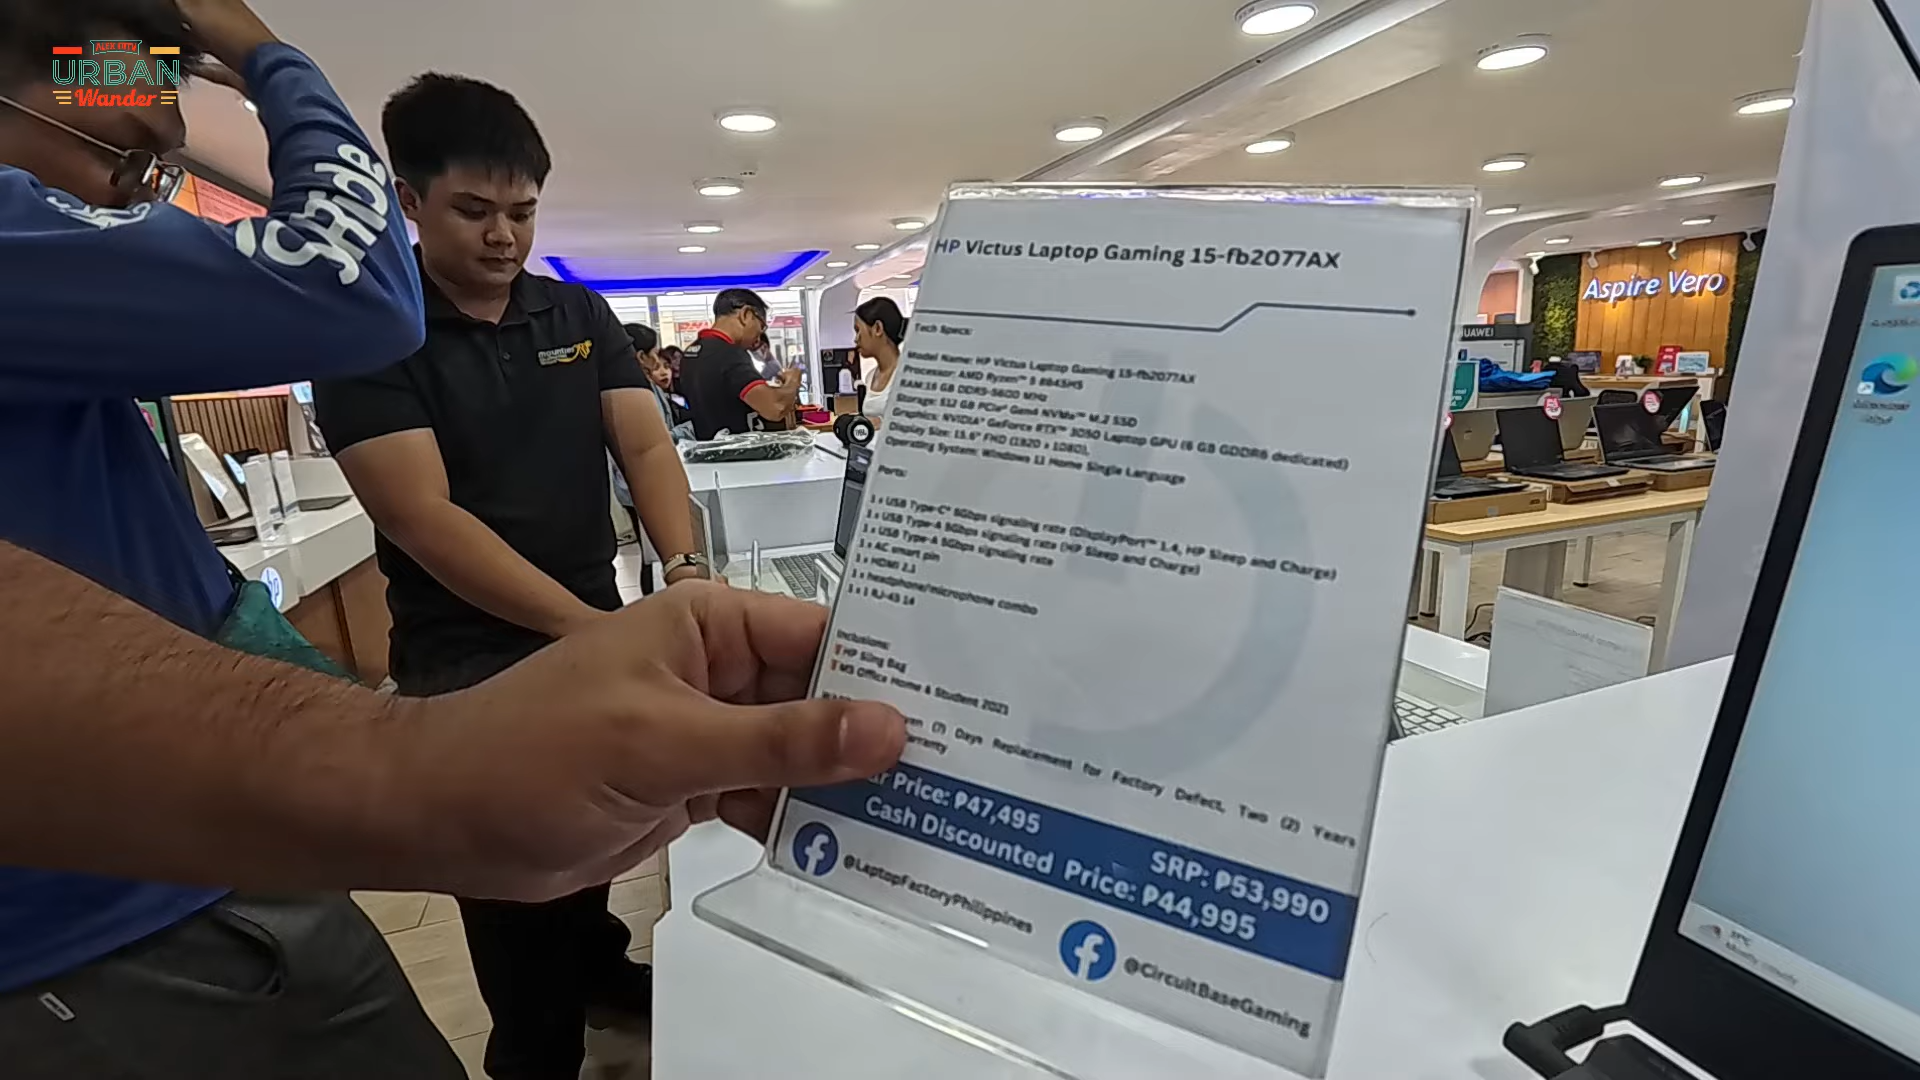 ALEX CITY
URBAN
Wander
HP Victus Laptop Gaming 15-fb2077AX
Tech Specs:
Model Name: HP Victus Laptop Gaming 15-fb2077AX
Processor: AMD Ryzen™ 5 8645HS
RAM:16 GB DDR5-5600 MHz
Storage: 512 GB PCIe® Gen4 NVMe™ M.2 SSD
Graphics: NVIDIA® GeForce RTX™ 3050 Laptop GPU (6 GB GDDR6 dedicated)
Display Size: 15.6" FHD (1920 x 1080),
Operating System: Windows 11 Home Single Language
Ports:
1 x USB Type-C® 5Gbps signaling rate (DisplayPort™ 1.4, HP Sleep and Charge)
1 x USB Type-A 5Gbps signaling rate (HP Sleep and Charge)
1 x USB Type-A 5Gbps signaling rate
1 x AC smart pin
1 x HDMI 2.1
1 x headphone/microphone combo
1 x 1 RJ-45 14
Inclusions:
HP Sling Bag
MS Office Home & Student 2021
(7) Days Replacement for Factory Defect, Two (2) Years
Price: ₱47,495
SRP: ₱53,990
Cash Discounted Price: ₱44,995
@LaptopFactoryPhilippines
@CircuitBaseGaming
Aspire Vero
HUAWEI
hp